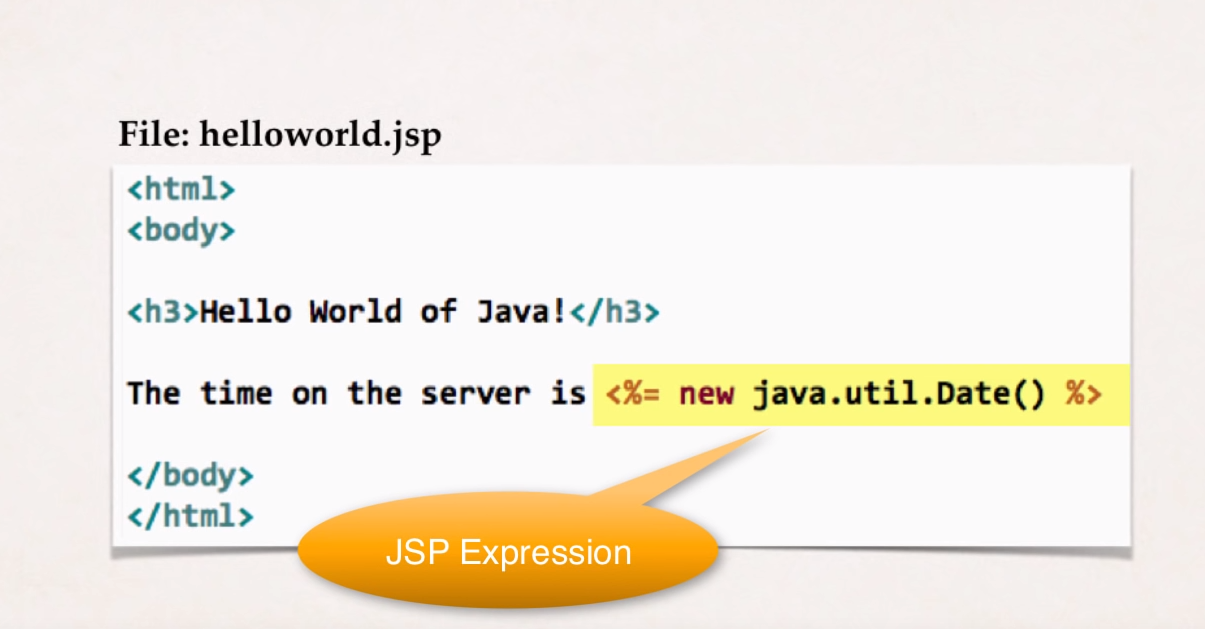 File: helloworld.jsp
<html>
<body>
<h3>Hello World of Java!</h3>
The time on the server is <%= new java.util.Date() %>
</body>
</html>
JSP Expression